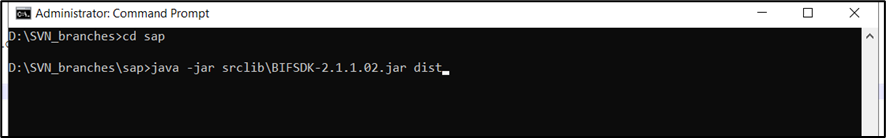 Administrator: Command Prompt
D:\SVN_branches>cd sap
D:\SVN_branches\sap>java -jar srclib\BIFSDK-2.1.1.02.jar dist